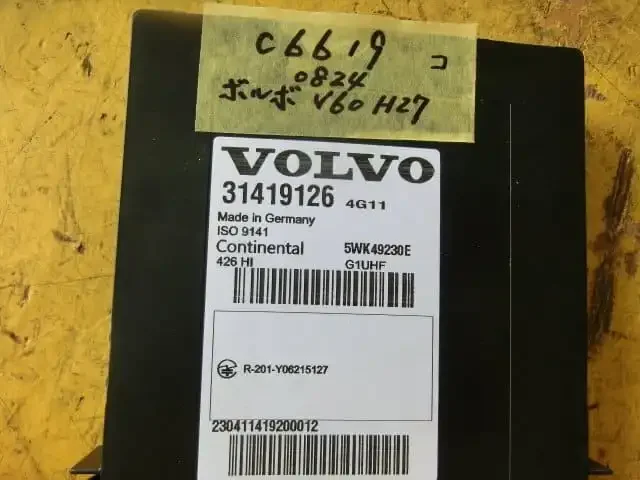 C6619 コ
0824
ボルボ V60 H27
VOLVO
31419126 4G11
Made in Germany
ISO 9141
Continental 5WK49230E
426 HI G1UHF
R-201-Y06215127
230411419200012